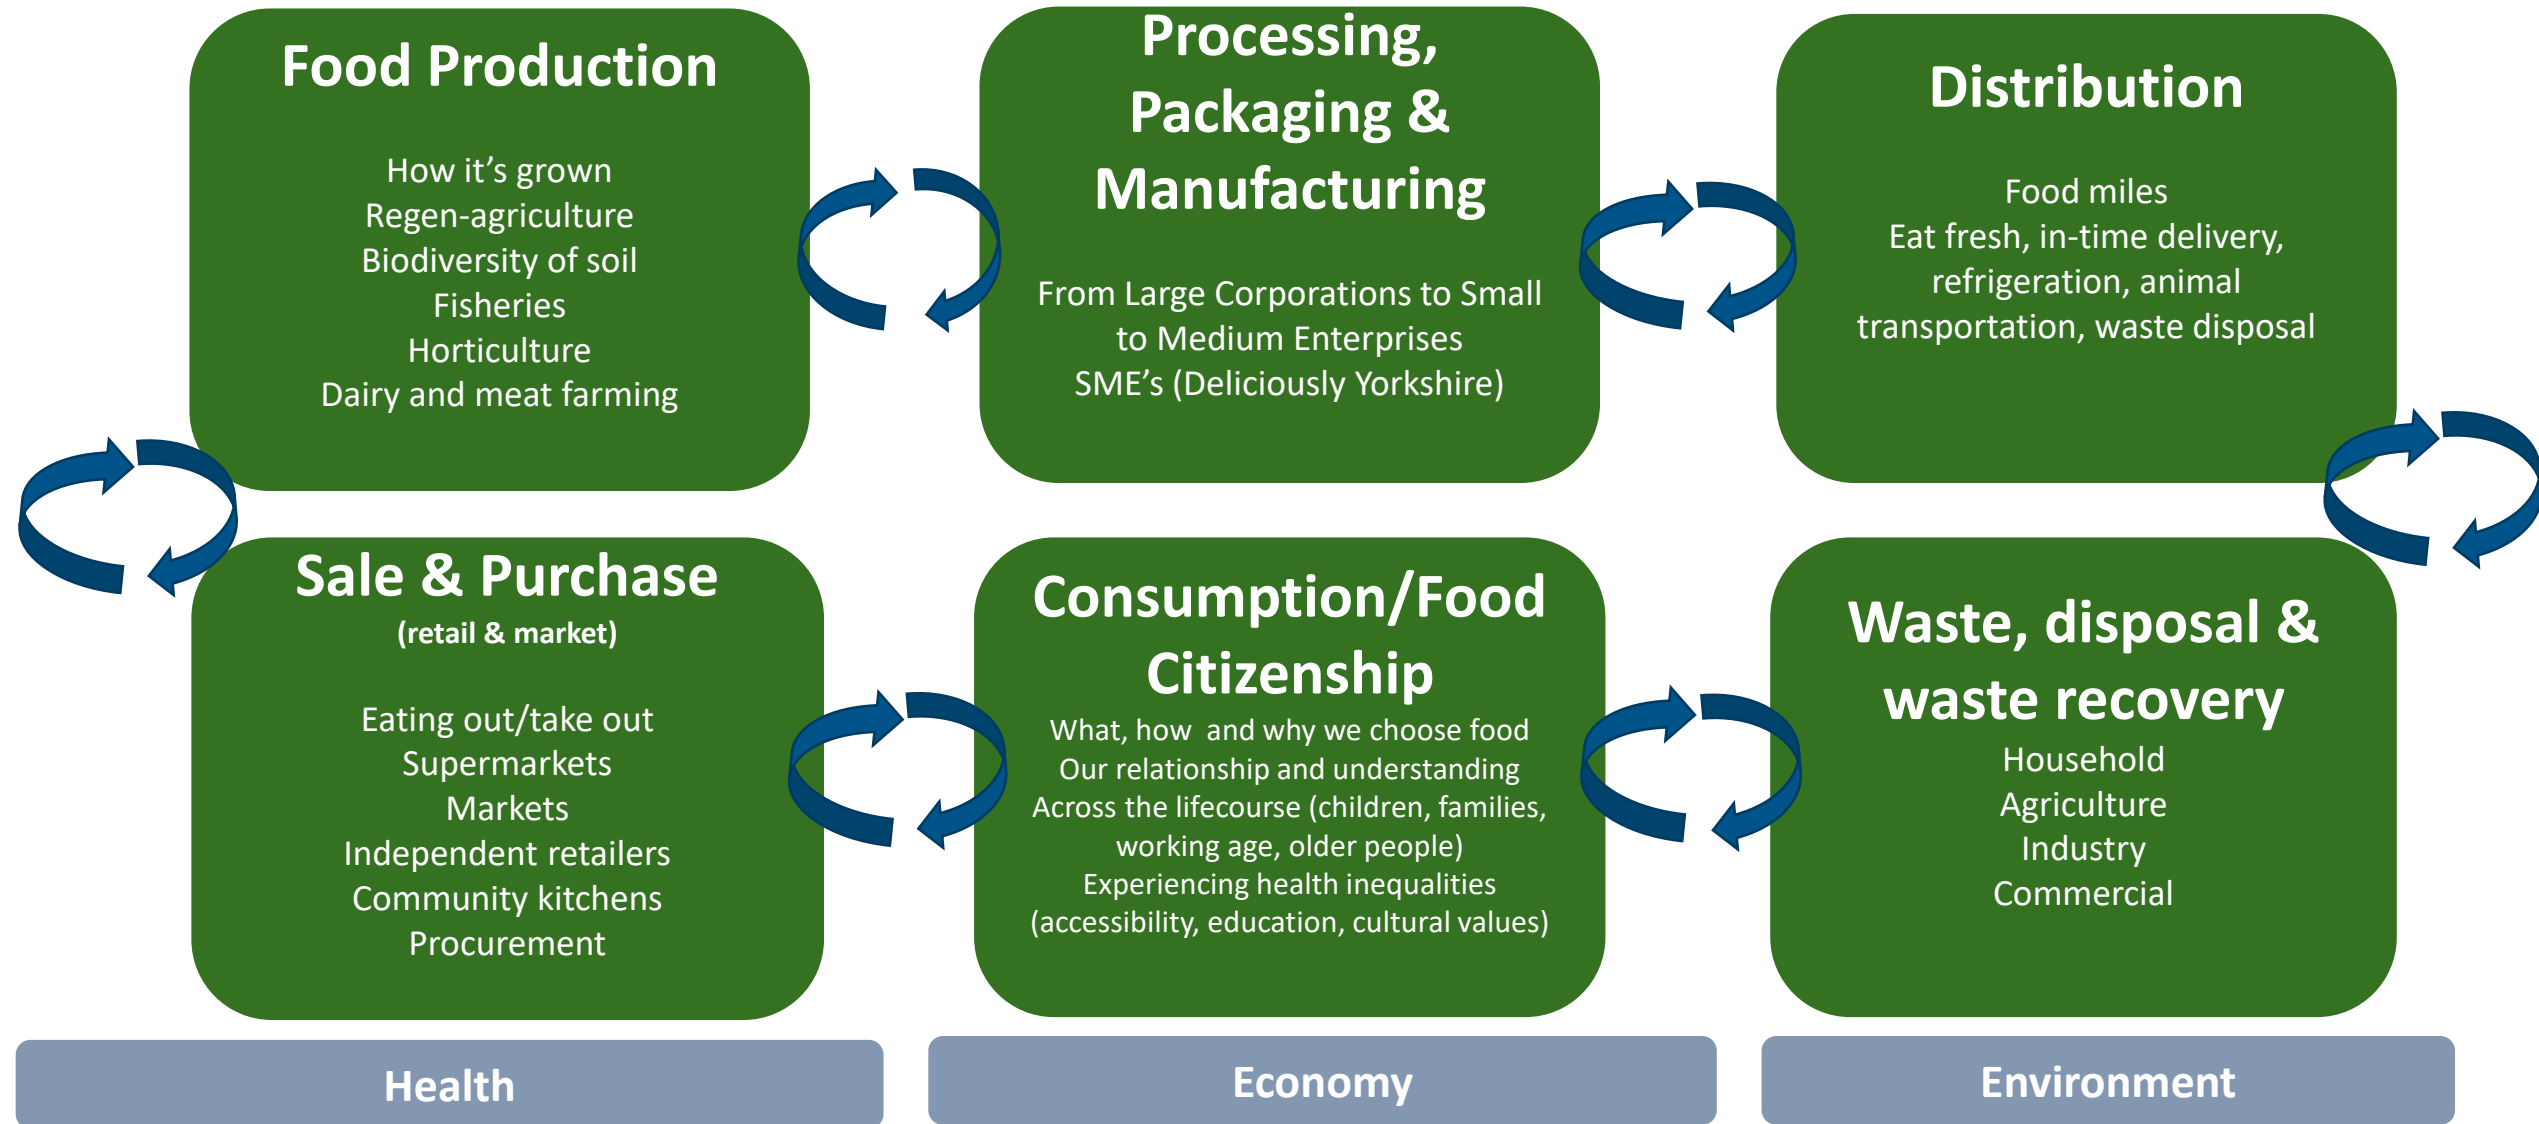 Food Production
How it’s grown
Regen-agriculture
Biodiversity of soil
Fisheries
Horticulture
Dairy and meat farming
Processing,
Packaging &
Manufacturing
From Large Corporations to Small
to Medium Enterprises
SME’s (Deliciously Yorkshire)
Distribution
Food miles
Eat fresh, in-time delivery,
refrigeration, animal
transportation, waste disposal
Sale & Purchase
(retail & market)
Eating out/take out
Supermarkets
Markets
Independent retailers
Community kitchens
Procurement
Consumption/Food
Citizenship
What, how  and why we choose food
Our relationship and understanding
Across the lifecourse (children, families,
working age, older people)
Experiencing health inequalities
(accessibility, education, cultural values)
Waste, disposal &
waste recovery
Household
Agriculture
Industry
Commercial
Health
Economy
Environment